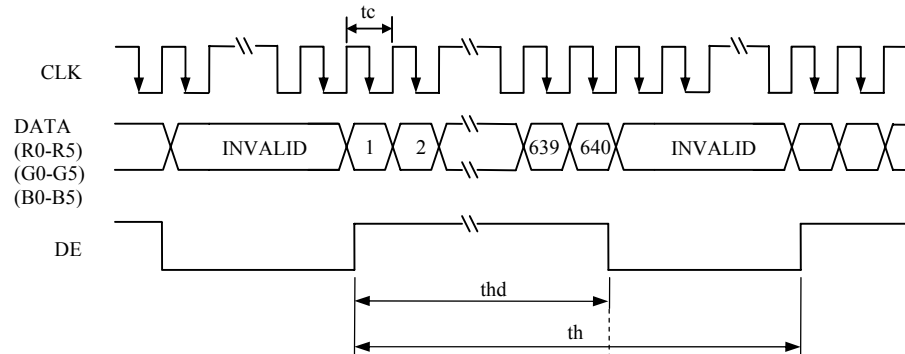 tc
CLK
DATA
(R0-R5)
(G0-G5)
(B0-B5)
INVALID 1 2 639 640 INVALID
DE
thd
th